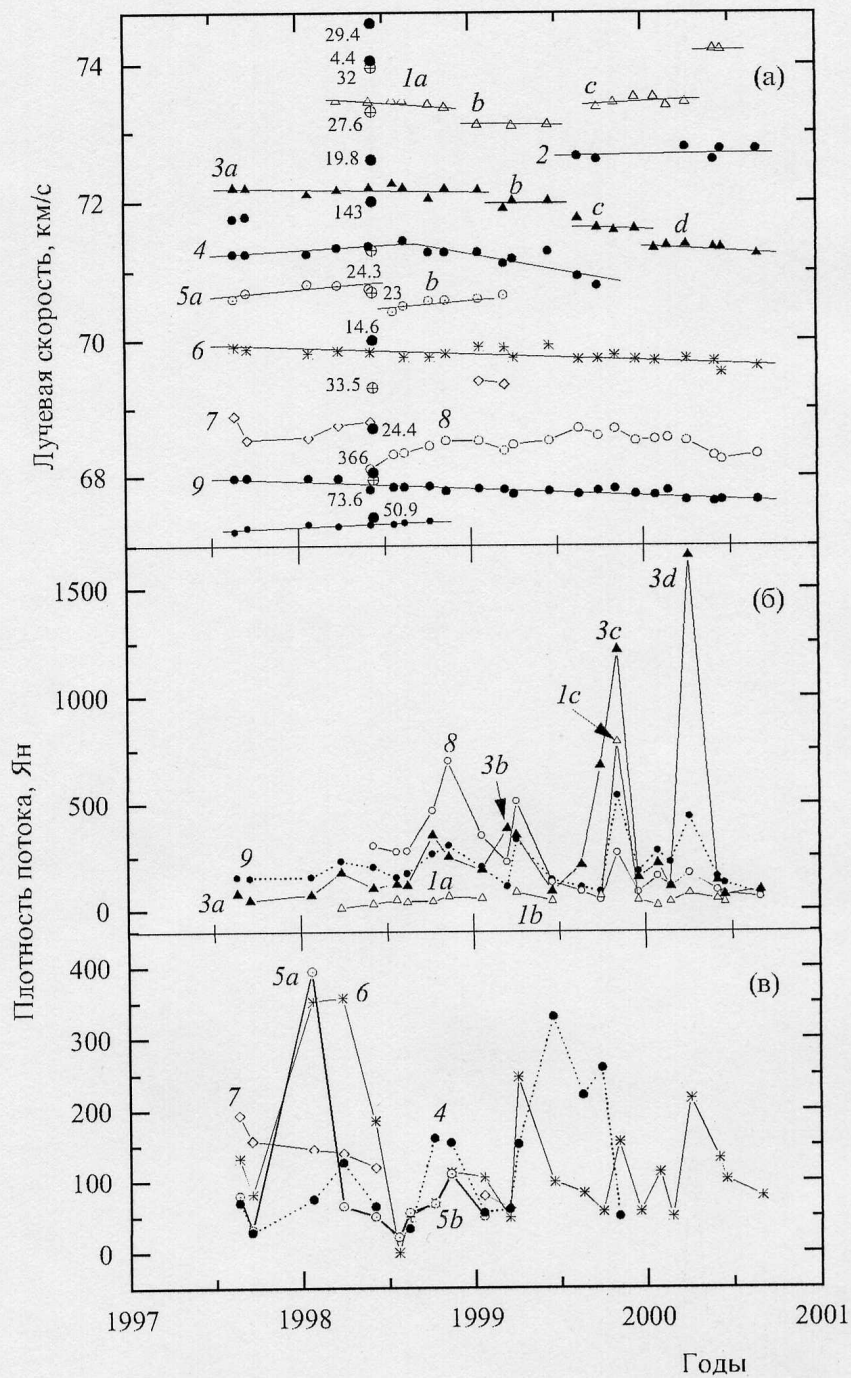 29.4
74
4.4
(а)
32
1a
c
b
27.6
19.8
2
3a
b
72
143
c
d
4
24.3
b
5a
23
14.6
70
6
33.5
7
8
24.4
366
68
9
73.6
50.9
Лучевая скорость, км/с
3d
(б)
1500
3c
1c
1000
8
3b
500
9
1a
3a
1b
0
Плотность потока, Ян
400
5a
6
(в)
300
7
200
4
100
5b
0
1997
1998
1999
2000
2001
Годы